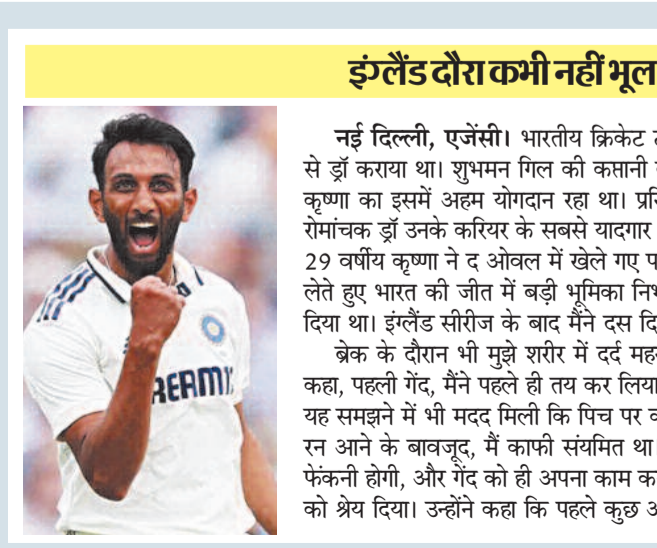 इंग्लैंड दौरा कभी नहीं भूल
नई दिल्ली, एजेंसी। भारतीय क्रिकेट
से ड्रॉ कराया था। शुभमन गिल की कप्तानी
कृष्णा का इसमें अहम योगदान रहा था।
रोमांचक ड्रॉ उनके करियर के सबसे यादगार
29 वर्षीय कृष्णा ने द ओवल में खेले गए
लेते हुए भारत की जीत में बड़ी भूमिका
दिया था। इंग्लैंड सीरीज के बाद मैंने दस
ब्रेक के दौरान भी मुझे शरीर में दर्द
कहा, पहली गेंद, मैंने पहले ही तय कर लिया
यह समझने में भी मदद मिली कि पिच पर
रन आने के बावजूद, मैं काफी संयमित था
फेंकनी होगी, और गेंद को ही अपना काम
को श्रेय दिया। उन्होंने कहा कि पहले कुछ
REAM11